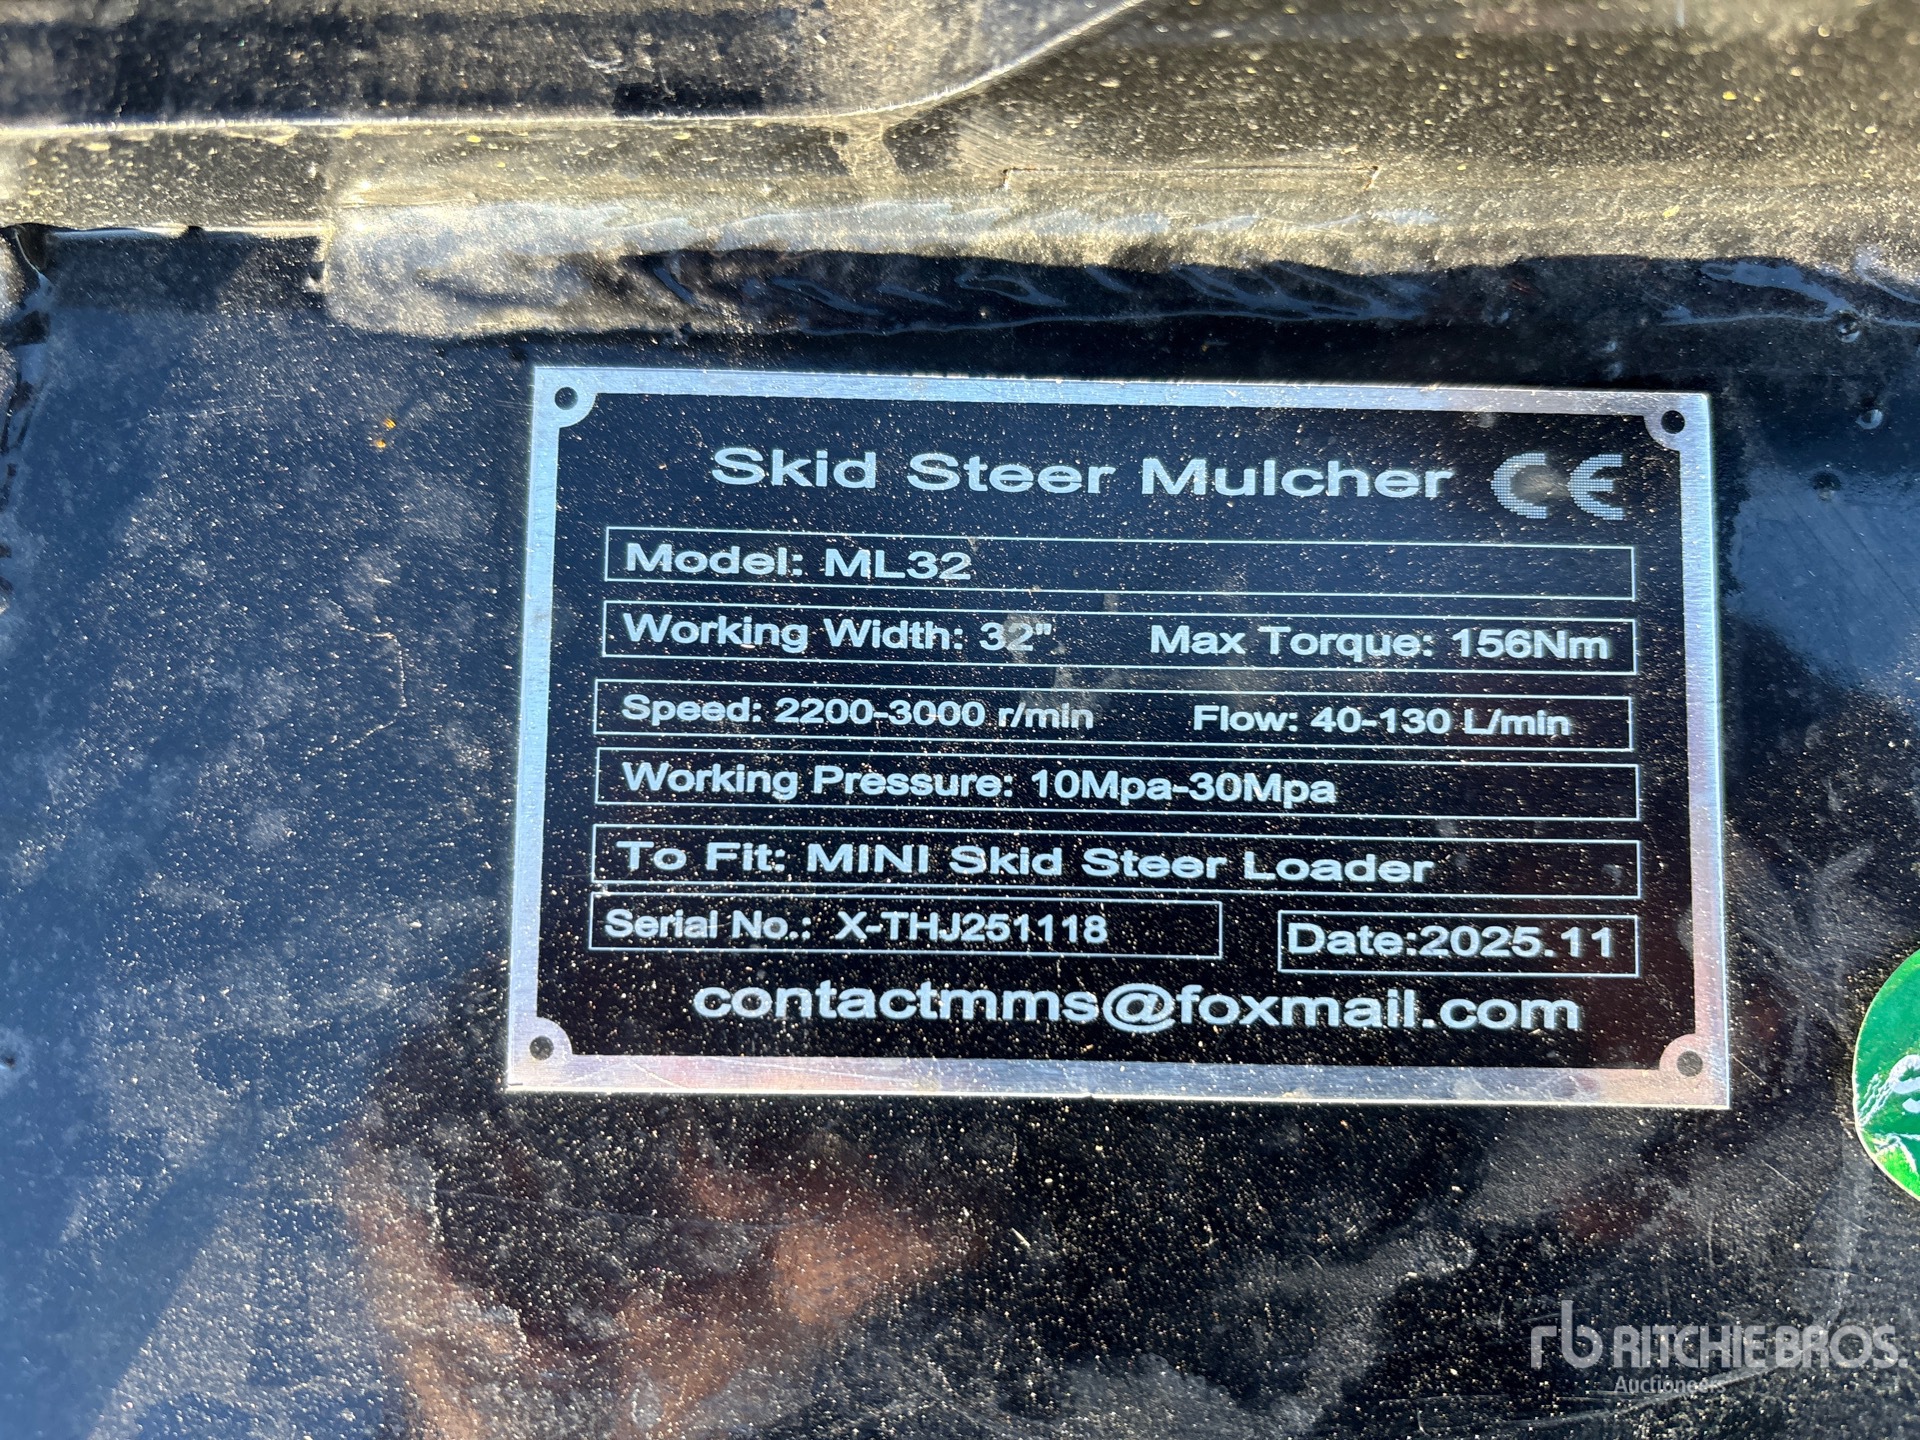 Skid Steer Mulcher CE
Model: ML32
Working Width: 32" Max Torque: 156Nm
Speed: 2200-3000 r/min Flow: 40-130 L/min
Working Pressure: 10Mpa-30Mpa
To Fit: MINI Skid Steer Loader
Serial No.: X-THJ251118 Date:2025.11
contactmms@foxmail.com
rb RITCHIE BROS.
Auctioneers